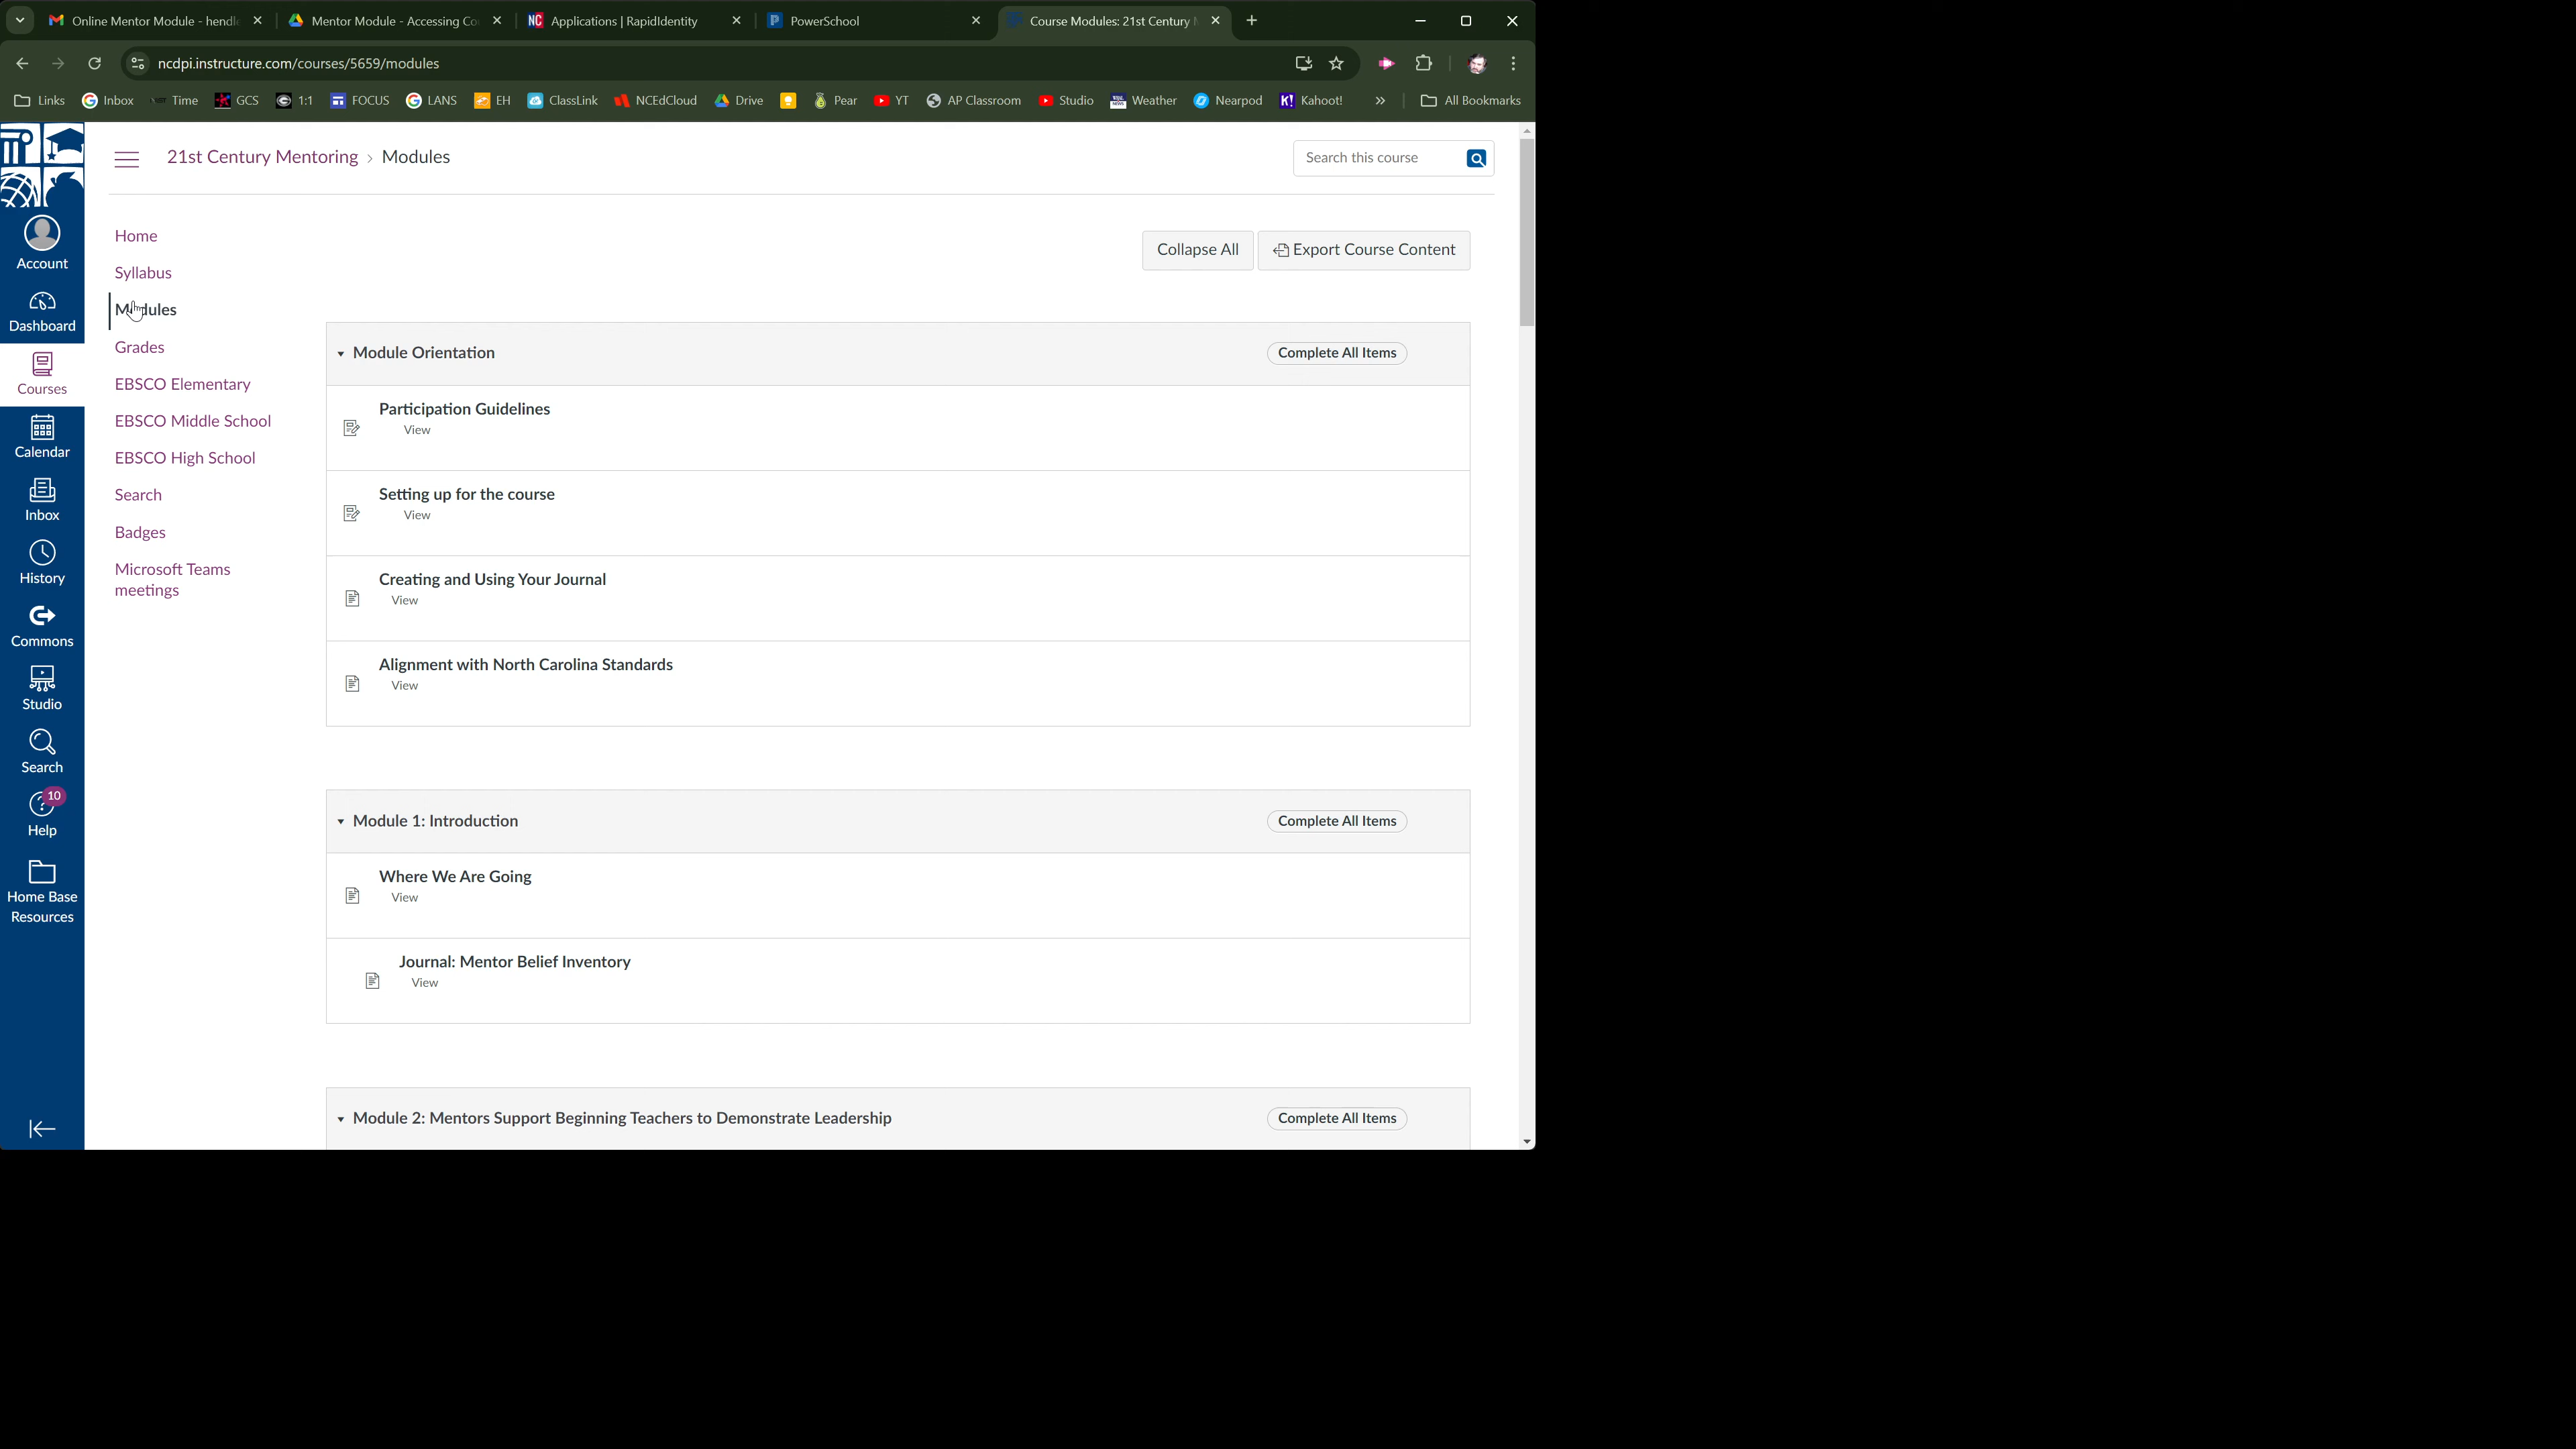 Online Mentor Module - hendl
Mentor Module - Accessing Co
NC Applications | RapidIdentity
P PowerSchool
Course Modules: 21st Century M
ncdpi.instructure.com/courses/5659/modules
Links Inbox Time GCS 1:1 FOCUS LANS EH ClassLink NCEdCloud Drive Pear YT AP Classroom Studio Weather Nearpod K! Kahoot! » All Bookmarks
21st Century Mentoring › Modules
Search this course
Account
Dashboard
Courses
Calendar
Inbox
History
Commons
Studio
Search
10
Help
Home Base
Resources
Home
Syllabus
Modules
Grades
EBSCO Elementary
EBSCO Middle School
EBSCO High School
Search
Badges
Microsoft Teams
meetings
Collapse All
Export Course Content
Module Orientation
Complete All Items
Participation Guidelines
View
Setting up for the course
View
Creating and Using Your Journal
View
Alignment with North Carolina Standards
View
Module 1: Introduction
Complete All Items
Where We Are Going
View
Journal: Mentor Belief Inventory
View
Module 2: Mentors Support Beginning Teachers to Demonstrate Leadership
Complete All Items